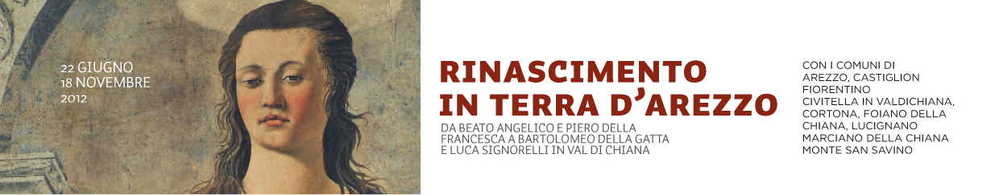 22 GIUGNO
18 NOVEMBRE
2012
RINASCIMENTO
IN TERRA D'AREZZO
DA BEATO ANGELICO E PIERO DELLA
FRANCESCA A BARTOLOMEO DELLA GATTA
E LUCA SIGNORELLI IN VAL DI CHIANA
CON I COMUNI DI
AREZZO, CASTIGLION
FIORENTINO
CIVITELLA IN VALDICHIANA,
CORTONA, FOIANO DELLA
CHIANA, LUCIGNANO
MARCIANO DELLA CHIANA
MONTE SAN SAVINO